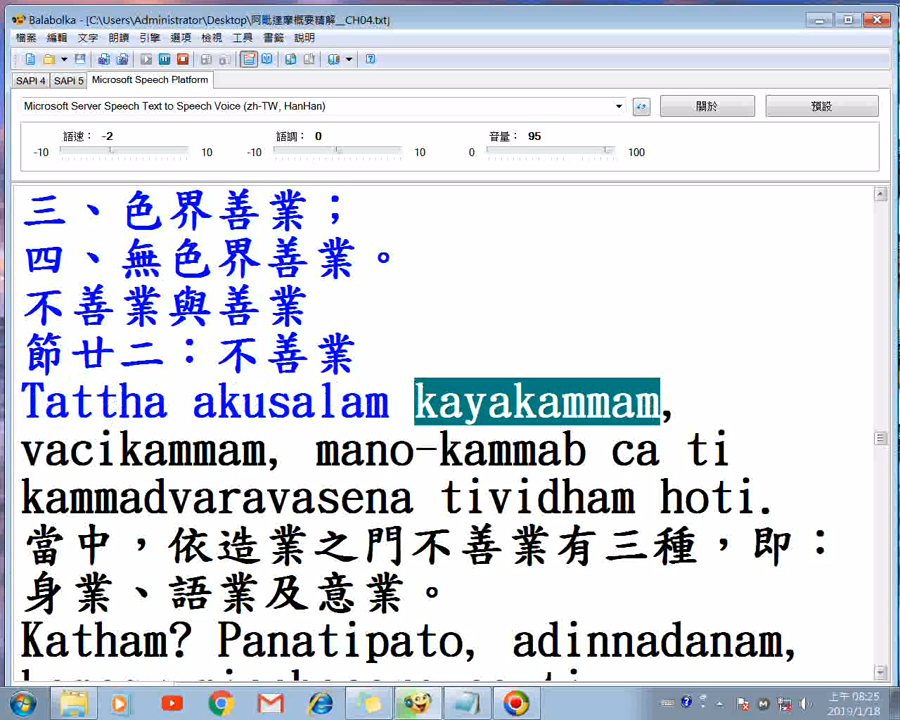 Balabolka - [C:\Users\Administrator\Desktop\阿毗達摩概要精解__CH04.txt]
檔案 編輯 文字 朗讀 引擎 選項 檢視 工具 書籤 說明
SAPI 4 SAPI 5 Microsoft Speech Platform
Microsoft Server Speech Text to Speech Voice (zh-TW, HanHan)
關於 預設
語速： -2 語調： 0 音量： 95
-10 10 -10 10 0 100
三、色界善業；
四、無色界善業。
不善業與善業
節廿二：不善業
Tattha akusalam kayakammam,
vacikammam, mano-kammab ca ti
kammadvaravasena tividham hoti.
當中，依造業之門不善業有三種，即：
身業、語業及意業。
Katham? Panatipato, adinnadanam,
上午 08:25
2019/1/18